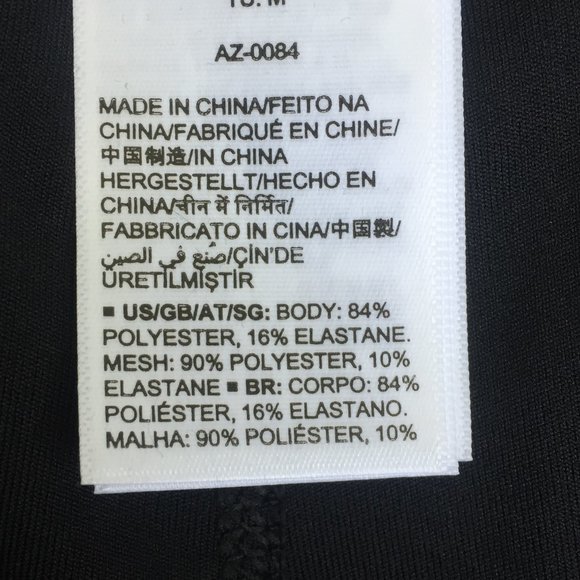 TU: M
AZ-0084
MADE IN CHINA/FEITO NA
CHINA/FABRIQUÉ EN CHINE/
中国制造/IN CHINA
HERGESTELLT/HECHO EN
CHINA/चीन में निर्मित/
FABBRICATO IN CINA/中国製/
صُنع في الصين/ÇİN'DE
ÜRETİLMİŞTİR
■ US/GB/AT/SG: BODY: 84%
POLYESTER, 16% ELASTANE.
MESH: 90% POLYESTER, 10%
ELASTANE ■ BR: CORPO: 84%
POLIÉSTER, 16% ELASTANO.
MALHA: 90% POLIÉSTER, 10%